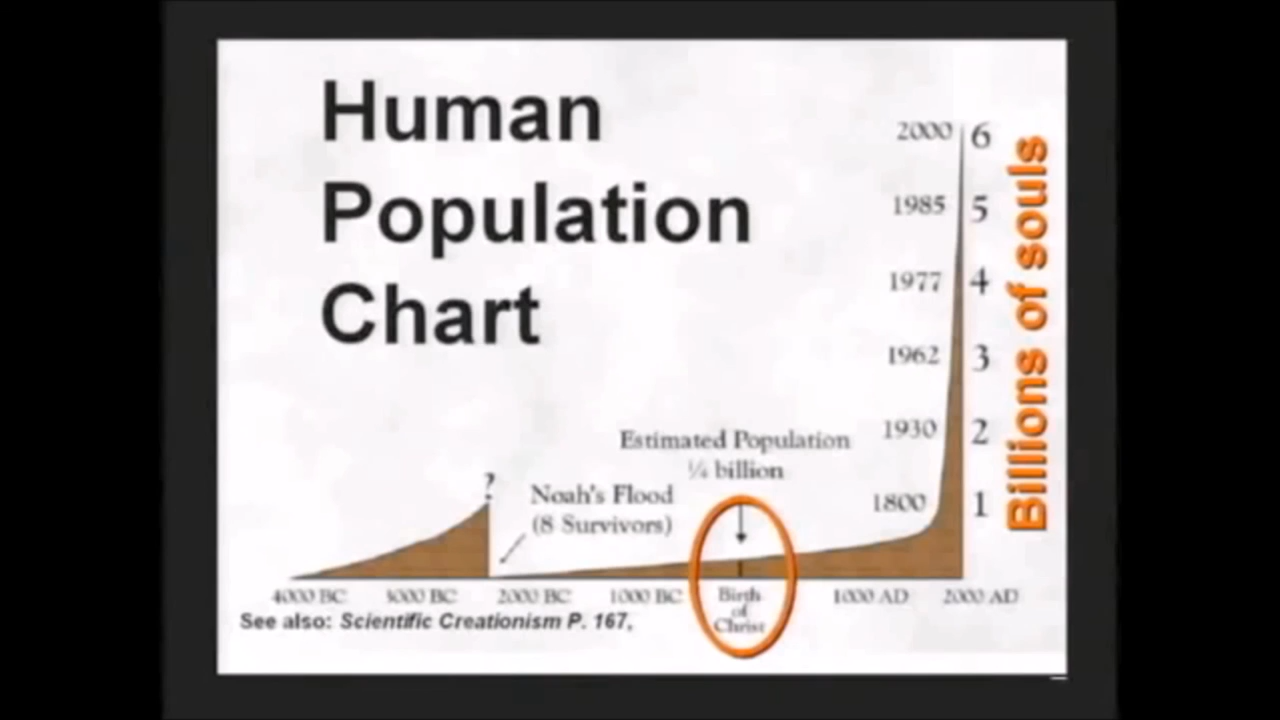 Human
Population
Chart
2000
6
1985
5
1977
4
1962
3
1930
2
1800
1
Billions of souls
Estimated Population
¼ billion
?
Noah's Flood
(8 Survivors)
4000 BC
3000 BC
2000 BC
1000 BC
Birth
of
Christ
1000 AD
2000 AD
See also: Scientific Creationism P. 167,